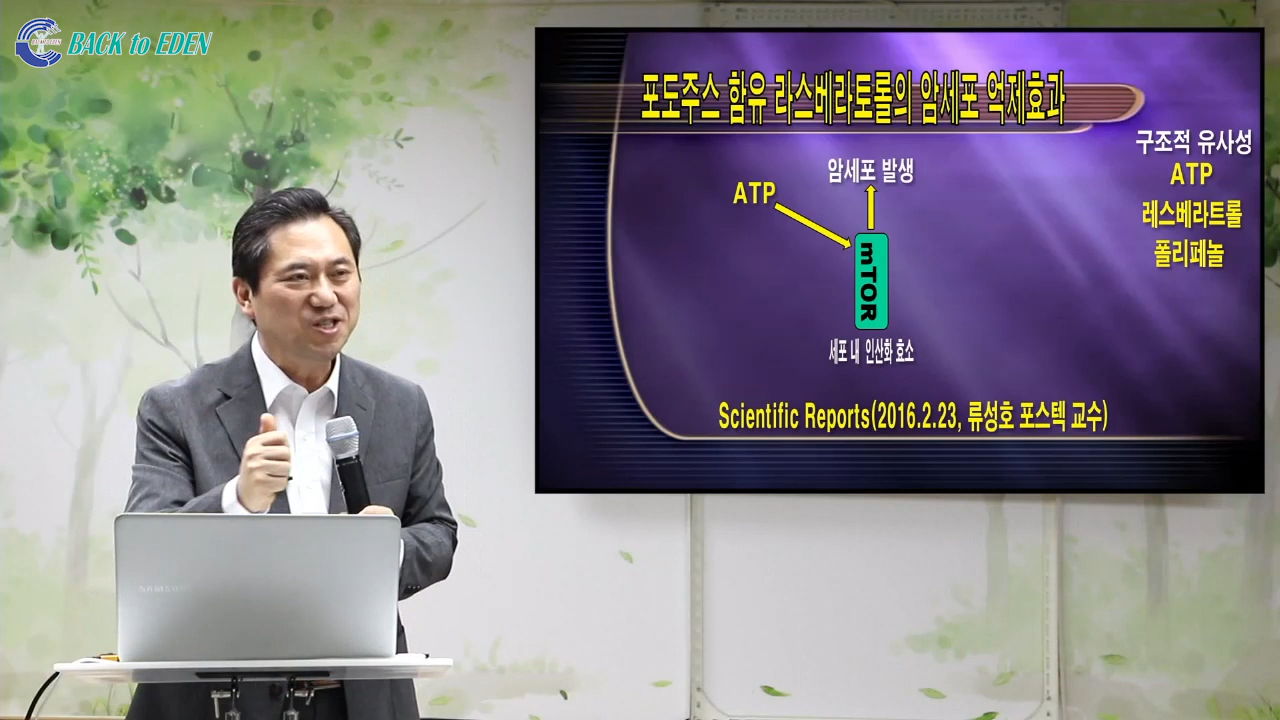 BACK to EDEN
포도주스 함유 라스베라토롤의 암세포 억제효과
구조적 유사성
ATP
레스베라트롤
폴리페놀
암세포 발생
ATP
mTOR
세포 내 인산화 효소
Scientific Reports(2016.2.23, 류성호 포스텍 교수)
SAMSUNG